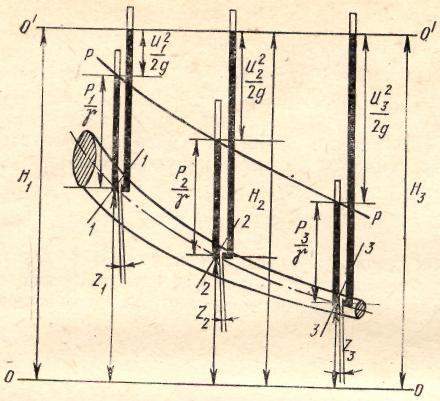 O' O'
P
u₁²/2g
u₂²/2g
u₃²/2g
P₁/γ
H₁
1
P₂/γ
H₂
H₃
P₃/γ
P
1
2
3
Z₁
2
Z₂
3
Z₃
O O